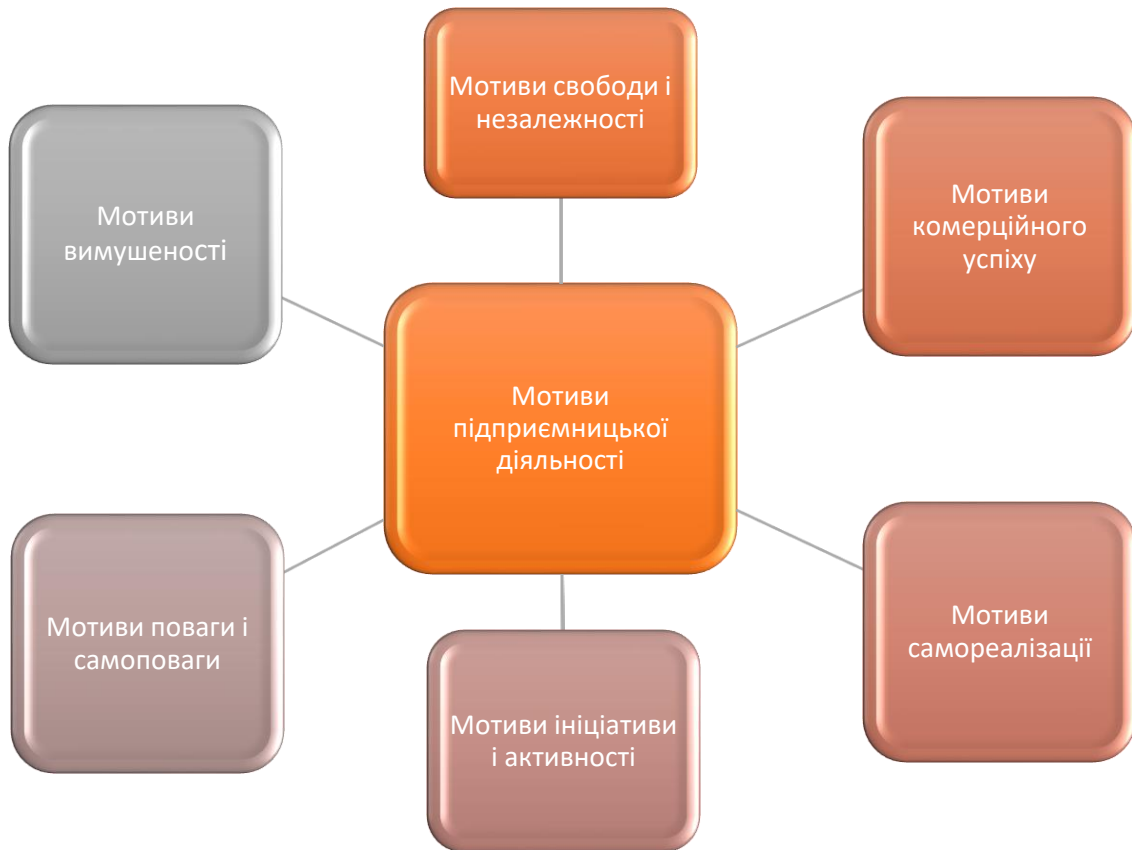 Мотиви свободи і
незалежності
Мотиви
комерційного
успіху
Мотиви
вимушеності
Мотиви
підприємницької
діяльності
Мотиви
самореалізації
Мотиви поваги і
самоповаги
Мотиви ініціативи
і активності